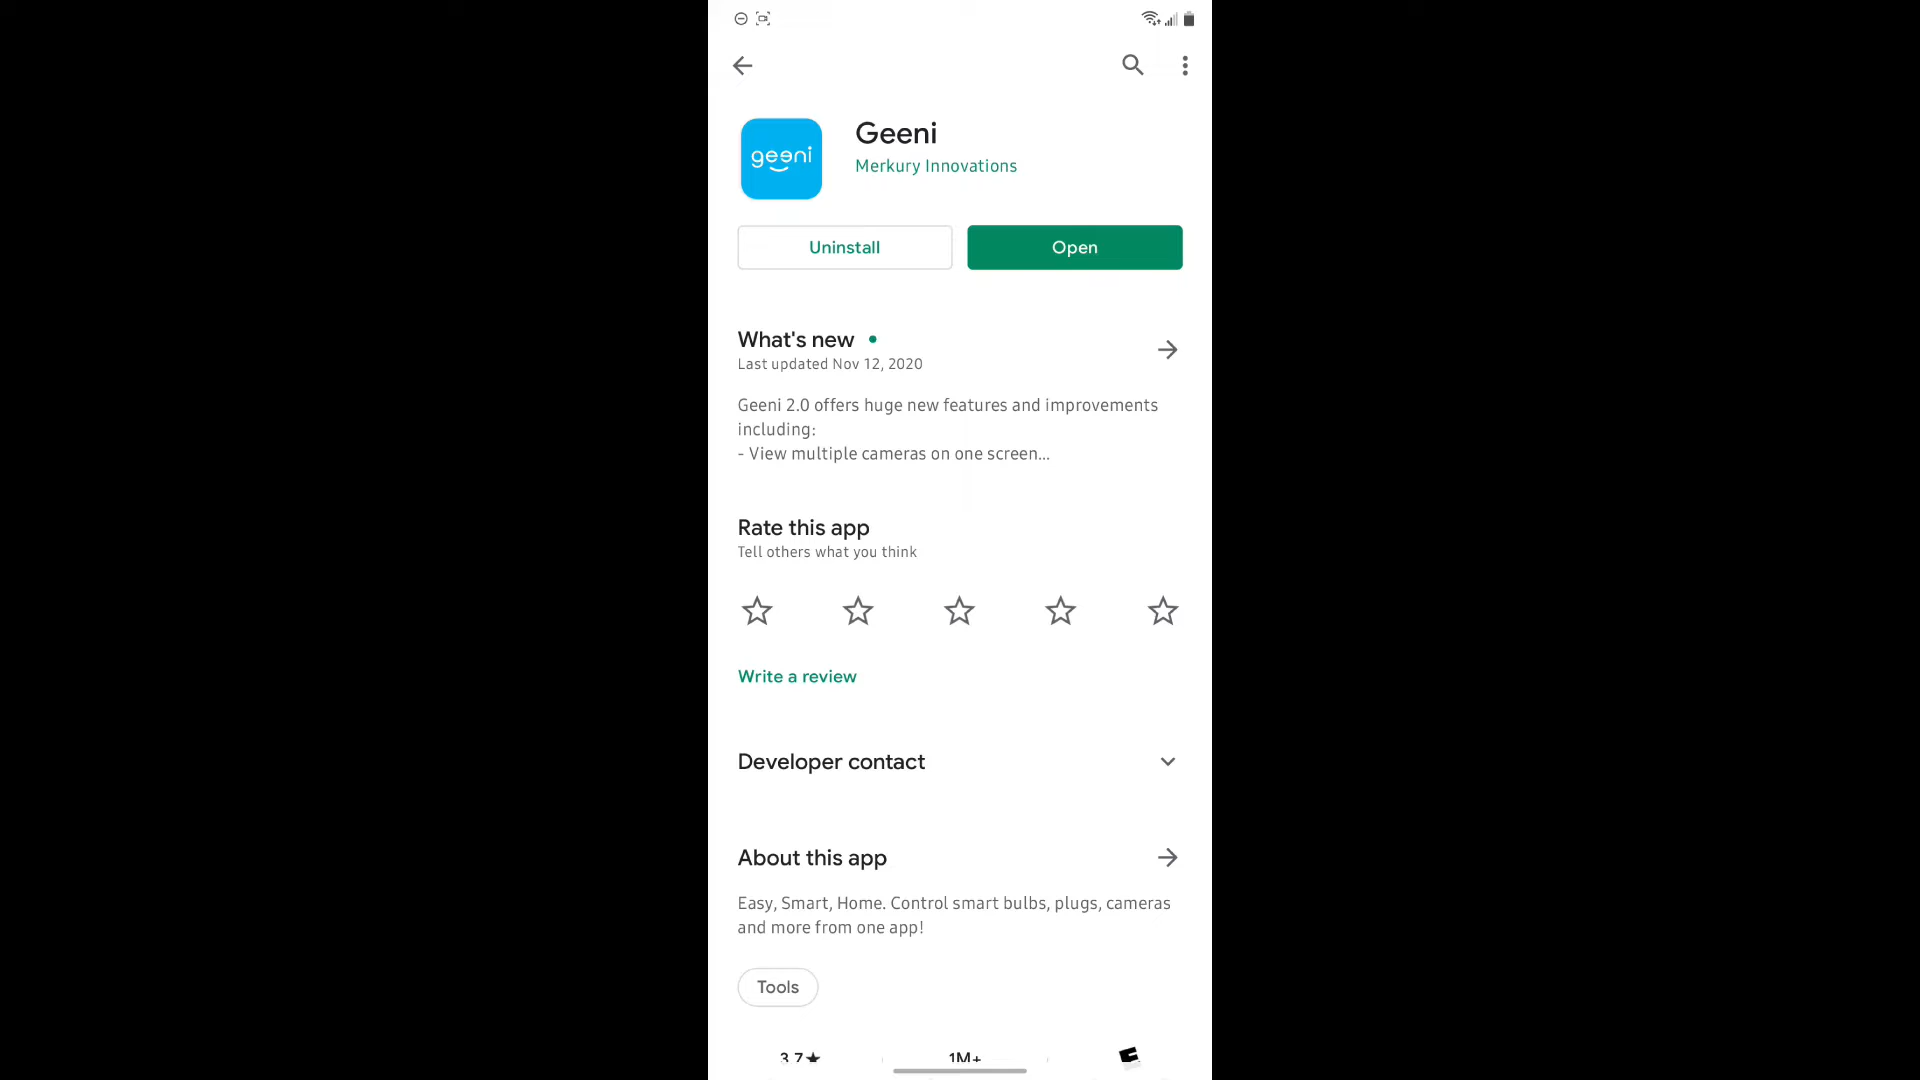 geeni
Geeni
Merkury Innovations
Uninstall
Open
What's new
Last updated Nov 12, 2020
Geeni 2.0 offers huge new features and improvements
including:
- View multiple cameras on one screen...
Rate this app
Tell others what you think
Write a review
Developer contact
About this app
Easy, Smart, Home. Control smart bulbs, plugs, cameras
and more from one app!
Tools
3.7★
1M+